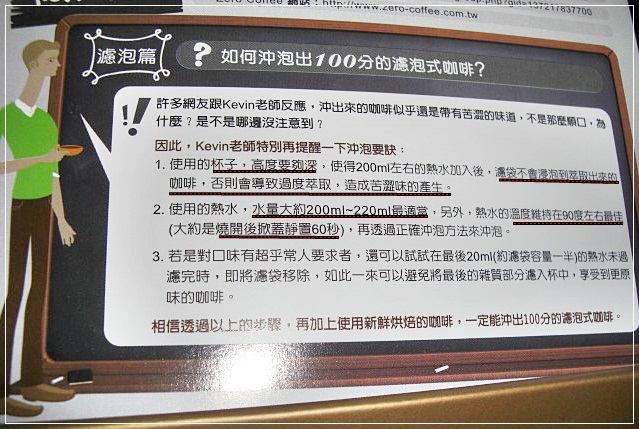 Zero Coffee 網站：http://www.zero-coffee.com.tw
濾泡篇
? 如何沖泡出100分的濾泡式咖啡？
!! 許多網友跟Kevin老師反應，沖出來的咖啡似乎還是帶有苦澀的味道，不是那麼順口，為
什麼？是不是哪邊沒注意到？
因此，Kevin老師特別再提醒一下沖泡要訣：
1. 使用的杯子，高度要夠深，使得200ml左右的熱水加入後，濾袋不會浸泡到萃取出來的
咖啡，否則會導致過度萃取，造成苦澀味的產生。
2. 使用的熱水，水量大約200ml~220ml最適當，另外，熱水的溫度維持在90度左右最佳
(大約是燒開後掀蓋靜置60秒)，再透過正確沖泡方法來沖泡。
3. 若是對口味有超乎常人要求者，還可以試試在最後20ml(約濾袋容量一半)的熱水未過
濾完時，即將濾袋移除，如此一來可以避免將最後的雜質部分濾入杯中，享受到更原
味的咖啡。
相信透過以上的步驟，再加上使用新鮮烘焙的咖啡，一定能沖出100分的濾泡式咖啡。